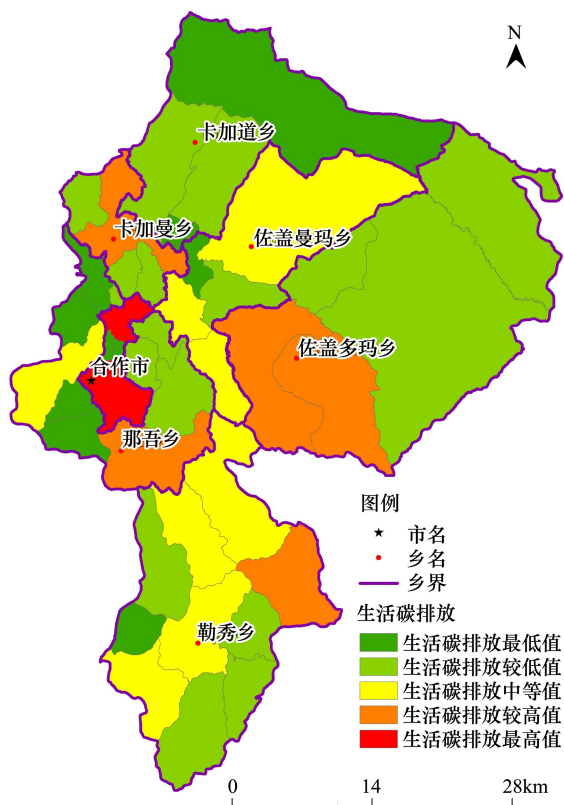 N
卡加道乡
卡加曼乡
佐盖曼玛乡
佐盖多玛乡
合作市
那吾乡
勒秀乡
图例
市名
乡名
乡界
生活碳排放
生活碳排放最低值
生活碳排放较低值
生活碳排放中等值
生活碳排放较高值
生活碳排放最高值
0 14 28km